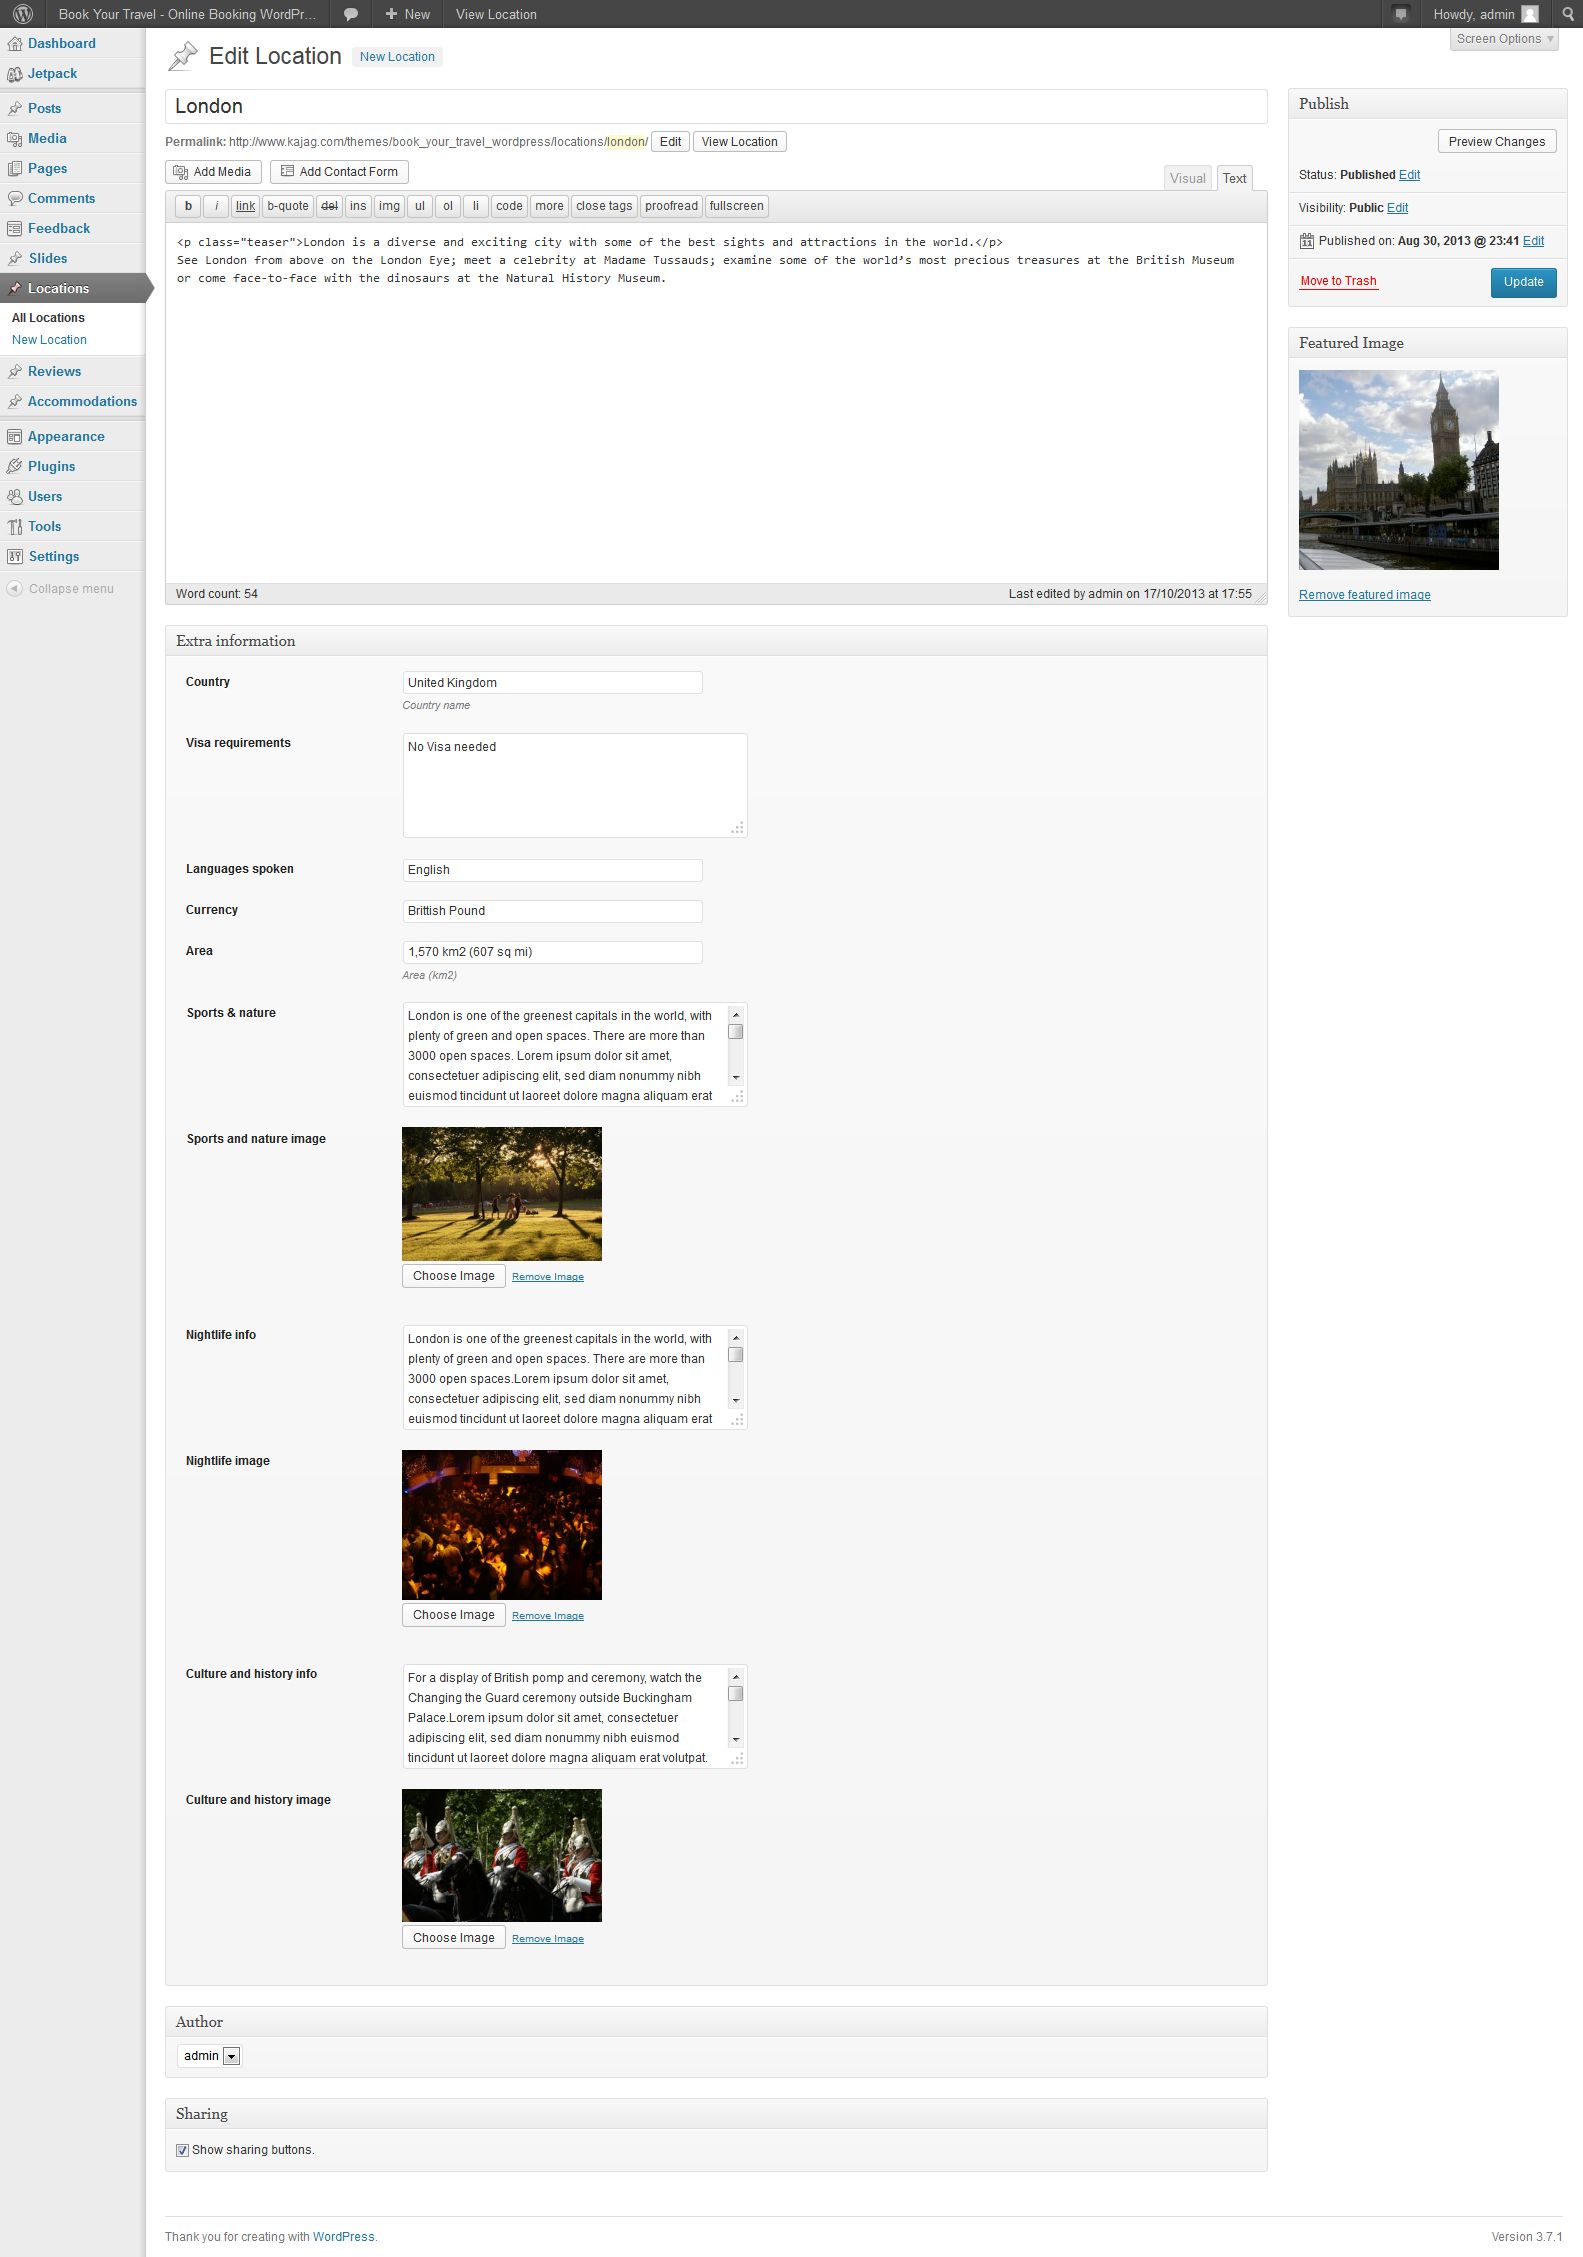 Book Your Travel - Online Booking WordPr...
New
View Location
Howdy, admin
Screen Options
Dashboard
Jetpack
Posts
Media
Pages
Comments
Feedback
Slides
Locations
All Locations
New Location
Reviews
Accommodations
Appearance
Plugins
Users
Tools
Settings
Collapse menu
Edit Location New Location
London
Permalink: http://www.kajag.com/themes/book_your_travel_wordpress/locations/london/ Edit View Location
Add Media Add Contact Form
Visual Text
b i link b-quote del ins img ul ol li code more close tags proofread fullscreen
<p class="teaser">London is a diverse and exciting city with some of the best sights and attractions in the world.</p>
See London from above on the London Eye; meet a celebrity at Madame Tussauds; examine some of the world’s most precious treasures at the British Museum
or come face-to-face with the dinosaurs at the Natural History Museum.
Word count: 54
Last edited by admin on 17/10/2013 at 17:55
Publish
Preview Changes
Status: Published Edit
Visibility: Public Edit
11 Published on: Aug 30, 2013 @ 23:41 Edit
Move to Trash Update
Featured Image
Remove featured image
Extra information
Country
United Kingdom
Country name
Visa requirements
No Visa needed
Languages spoken
English
Currency
Brittish Pound
Area
1,570 km2 (607 sq mi)
Area (km2)
Sports & nature
London is one of the greenest capitals in the world, with
plenty of green and open spaces. There are more than
3000 open spaces. Lorem ipsum dolor sit amet,
consectetuer adipiscing elit, sed diam nonummy nibh
euismod tincidunt ut laoreet dolore magna aliquam erat
Sports and nature image
Choose Image Remove Image
Nightlife info
London is one of the greenest capitals in the world, with
plenty of green and open spaces. There are more than
3000 open spaces.Lorem ipsum dolor sit amet,
consectetuer adipiscing elit, sed diam nonummy nibh
euismod tincidunt ut laoreet dolore magna aliquam erat
Nightlife image
Choose Image Remove Image
Culture and history info
For a display of British pomp and ceremony, watch the
Changing the Guard ceremony outside Buckingham
Palace.Lorem ipsum dolor sit amet, consectetuer
adipiscing elit, sed diam nonummy nibh euismod
tincidunt ut laoreet dolore magna aliquam erat volutpat.
Culture and history image
Choose Image Remove Image
Author
admin
Sharing
Show sharing buttons.
Thank you for creating with WordPress.
Version 3.7.1